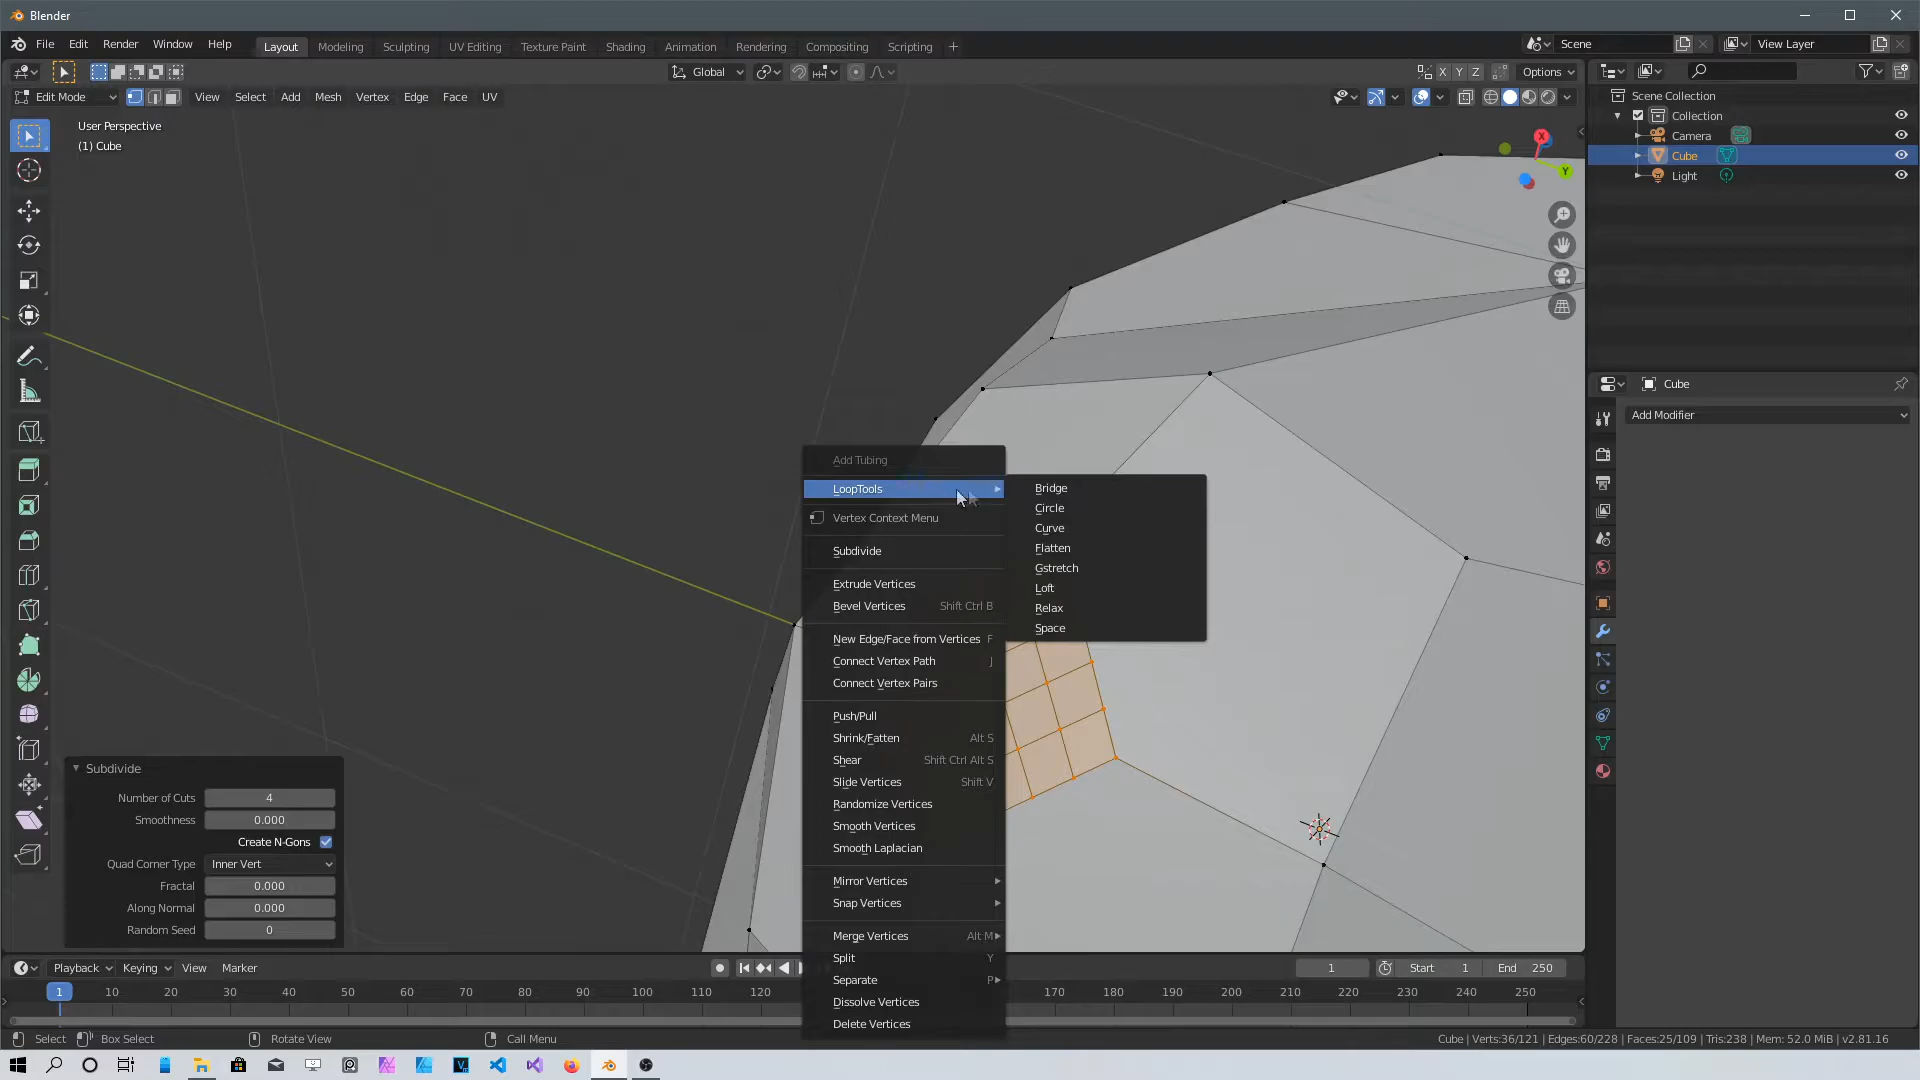 Blender
File Edit Render Window Help Layout Modeling Sculpting UV Editing Texture Paint Shading Animation Rendering Compositing Scripting + Scene View Layer
Global X Y Z Options
Edit Mode View Select Add Mesh Vertex Edge Face UV
User Perspective
(1) Cube
X
Y
Scene Collection
Collection
Camera
Cube
Light
Cube
Add Modifier
Add Tubing
LoopTools
Vertex Context Menu
Subdivide
Extrude Vertices
Bevel Vertices Shift Ctrl B
New Edge/Face from Vertices F
Connect Vertex Path J
Connect Vertex Pairs
Push/Pull
Shrink/Fatten Alt S
Shear Shift Ctrl Alt S
Slide Vertices Shift V
Randomize Vertices
Smooth Vertices
Smooth Laplacian
Mirror Vertices
Snap Vertices
Merge Vertices Alt M
Split Y
Separate P
Dissolve Vertices
Delete Vertices
Bridge
Circle
Curve
Flatten
Gstretch
Loft
Relax
Space
Subdivide
Number of Cuts 4
Smoothness 0.000
Create N-Gons
Quad Corner Type Inner Vert
Fractal 0.000
Along Normal 0.000
Random Seed 0
Playback Keying View Marker 1 Start 1 End 250
1 10 20 30 40 50 60 70 80 90 100 110 120 170 180 190 200 210 220 230 240 250
Select Box Select Rotate View Call Menu Cube | Verts:36/121 | Edges:60/228 | Faces:25/109 | Tris:238 | Mem: 52.0 MiB | v2.81.16